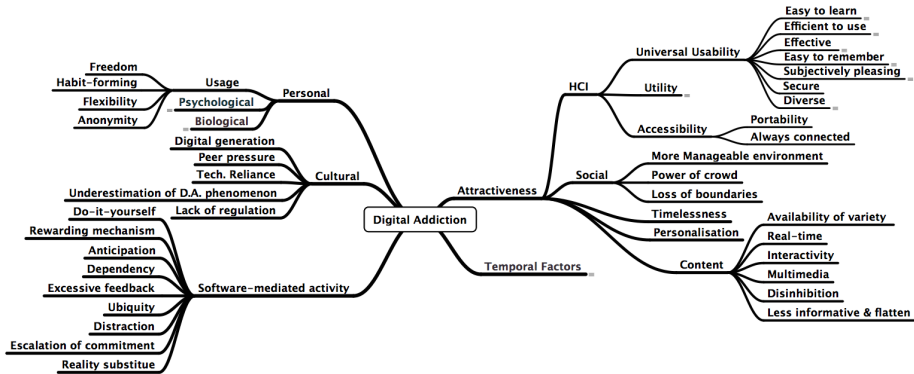 Digital Addiction
Personal
Usage
Freedom
Habit-forming
Flexibility
Anonymity
Psychological
Biological
Cultural
Digital generation
Peer pressure
Tech. Reliance
Underestimation of D.A. phenomenon
Lack of regulation
Software-mediated activity
Do-it-yourself
Rewarding mechanism
Anticipation
Dependency
Excessive feedback
Ubiquity
Distraction
Escalation of commitment
Reality substitue
Attractiveness
HCI
Universal Usability
Easy to learn
Efficient to use
Effective
Easy to remember
Subjectively pleasing
Secure
Diverse
Utility
Accessibility
Portability
Always connected
Social
More Manageable environment
Power of crowd
Loss of boundaries
Timelessness
Personalisation
Content
Availability of variety
Real-time
Interactivity
Multimedia
Disinhibition
Less informative & flatten
Temporal Factors